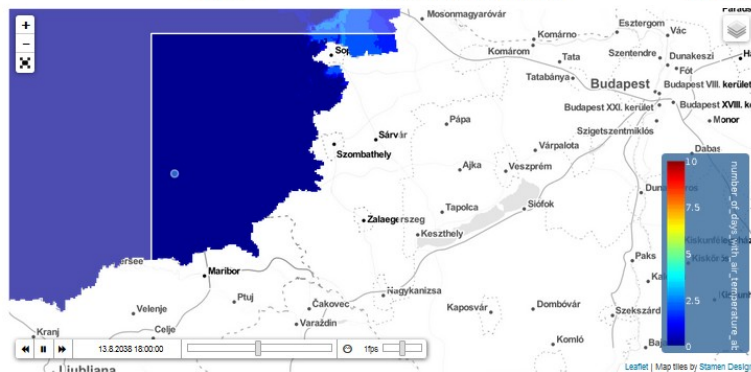 +
−
Mosonmagyaróvár
Esztergom
Vác
Komárno
Sop
Komárom
Tata
Szentendre
Dunakeszi
Fót
Tatabánya
Budapest
Budapest VIII. kerület
Budapest XXI. kerület
Budapest XVIII. ke
Pápa
Szigetszentmiklós
Monor
Sárvár
Szombathely
Várpalota
Dabas
Ajka
Veszprém
10
7.5
5
2.5
0
number_of_days_with_air_temperature_ab
Zalaegerszeg
Tapolca
Siófok
Keszthely
Paks
Maribor
Nagykanizsa
Ptuj
Velenje
Čakovec
Kaposvár
Dombóvár
Szekszárd
Celje
Varaždin
Kranj
Komló
13.8.2038 18:00:00
1fps
Ljubljana
Leaflet | Map tiles by Stamen Design